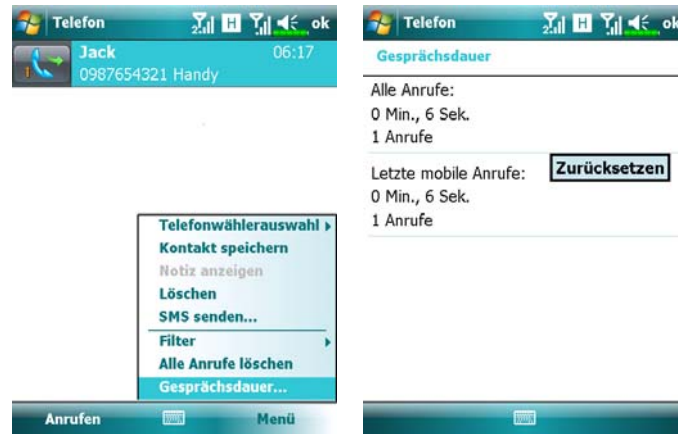 Telefon
H
ok
Jack
06:17
0987654321 Handy
Telefonwählerauswahl
Kontakt speichern
Notiz anzeigen
Löschen
SMS senden...
Filter
Alle Anrufe löschen
Gesprächsdauer...
Anrufen
Menü
Telefon
H
ok
Gesprächsdauer
Alle Anrufe:
0 Min., 6 Sek.
1 Anrufe
Letzte mobile Anrufe:
Zurücksetzen
0 Min., 6 Sek.
1 Anrufe